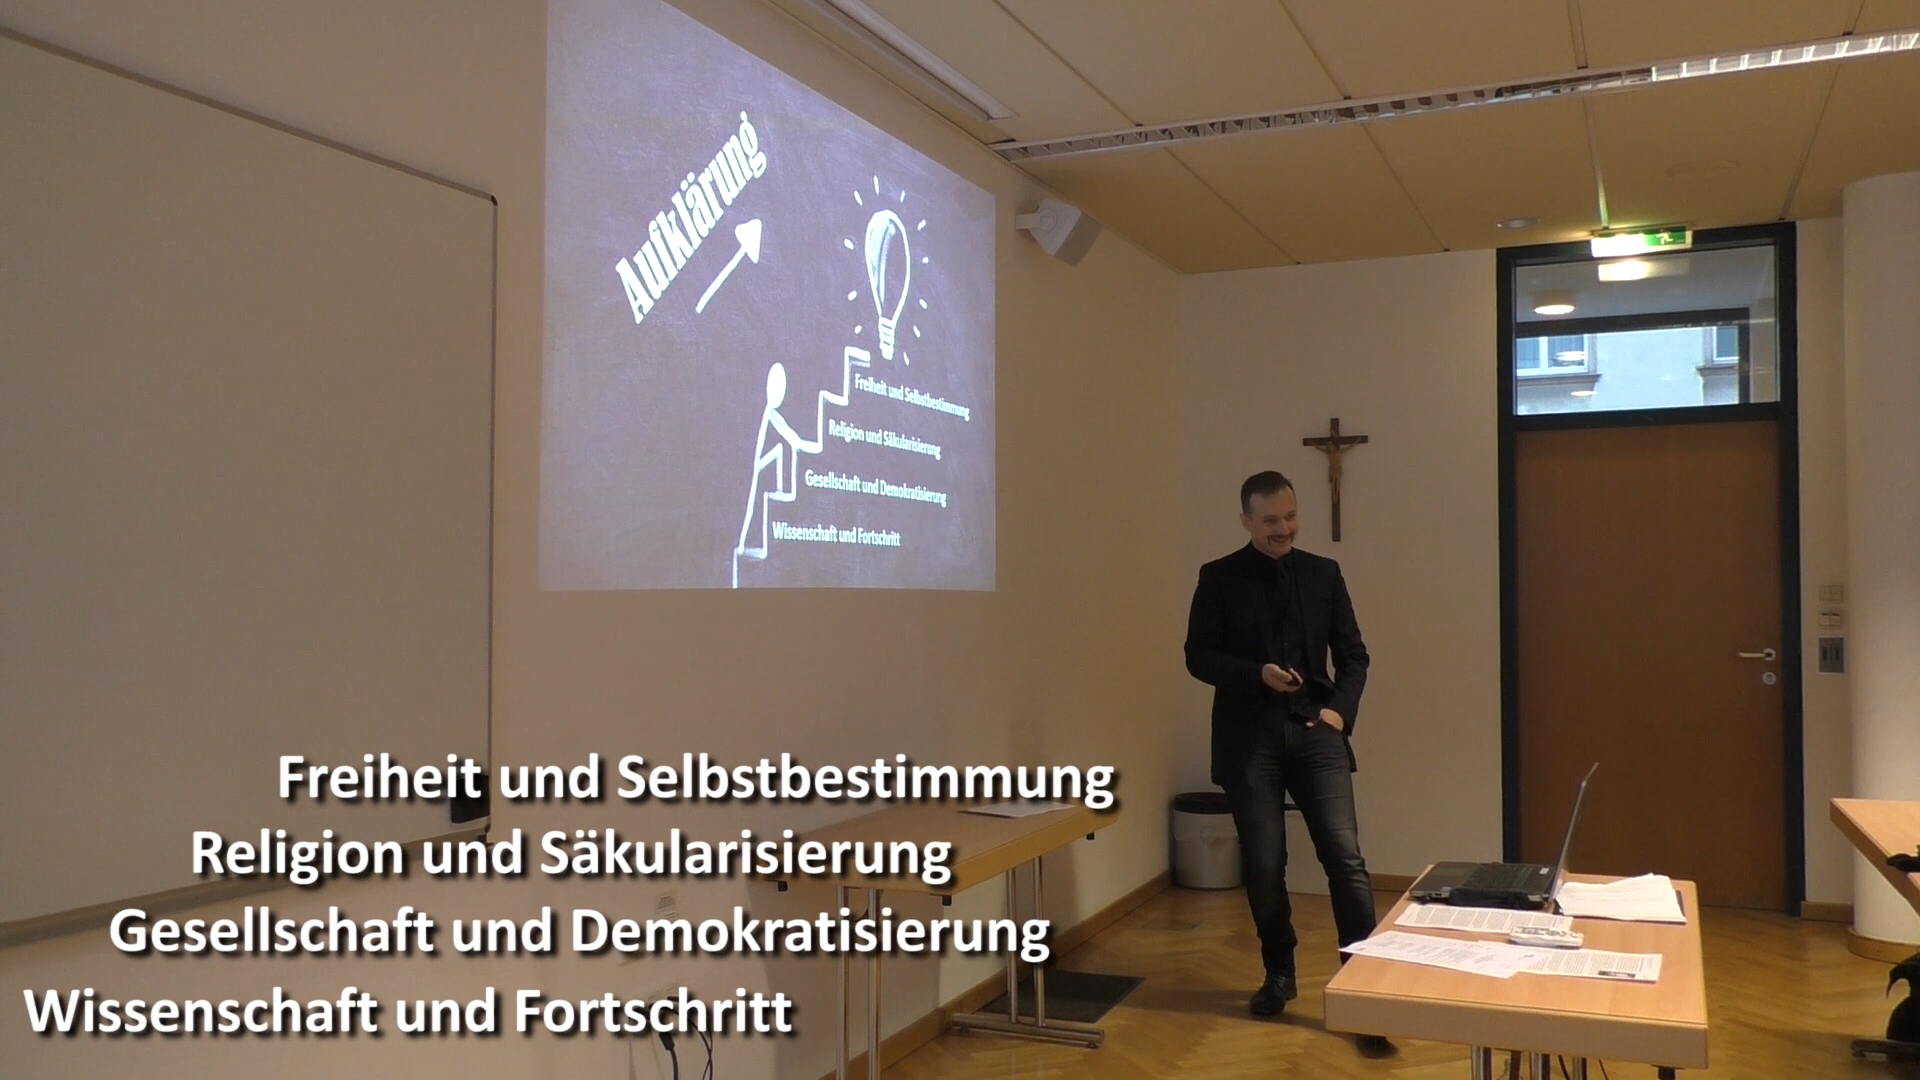 Aufklärung
Freiheit und Selbstbestimmung
Religion und Säkularisierung
Gesellschaft und Demokratisierung
Wissenschaft und Fortschritt
Freiheit und Selbstbestimmung
Religion und Säkularisierung
Gesellschaft und Demokratisierung
Wissenschaft und Fortschritt